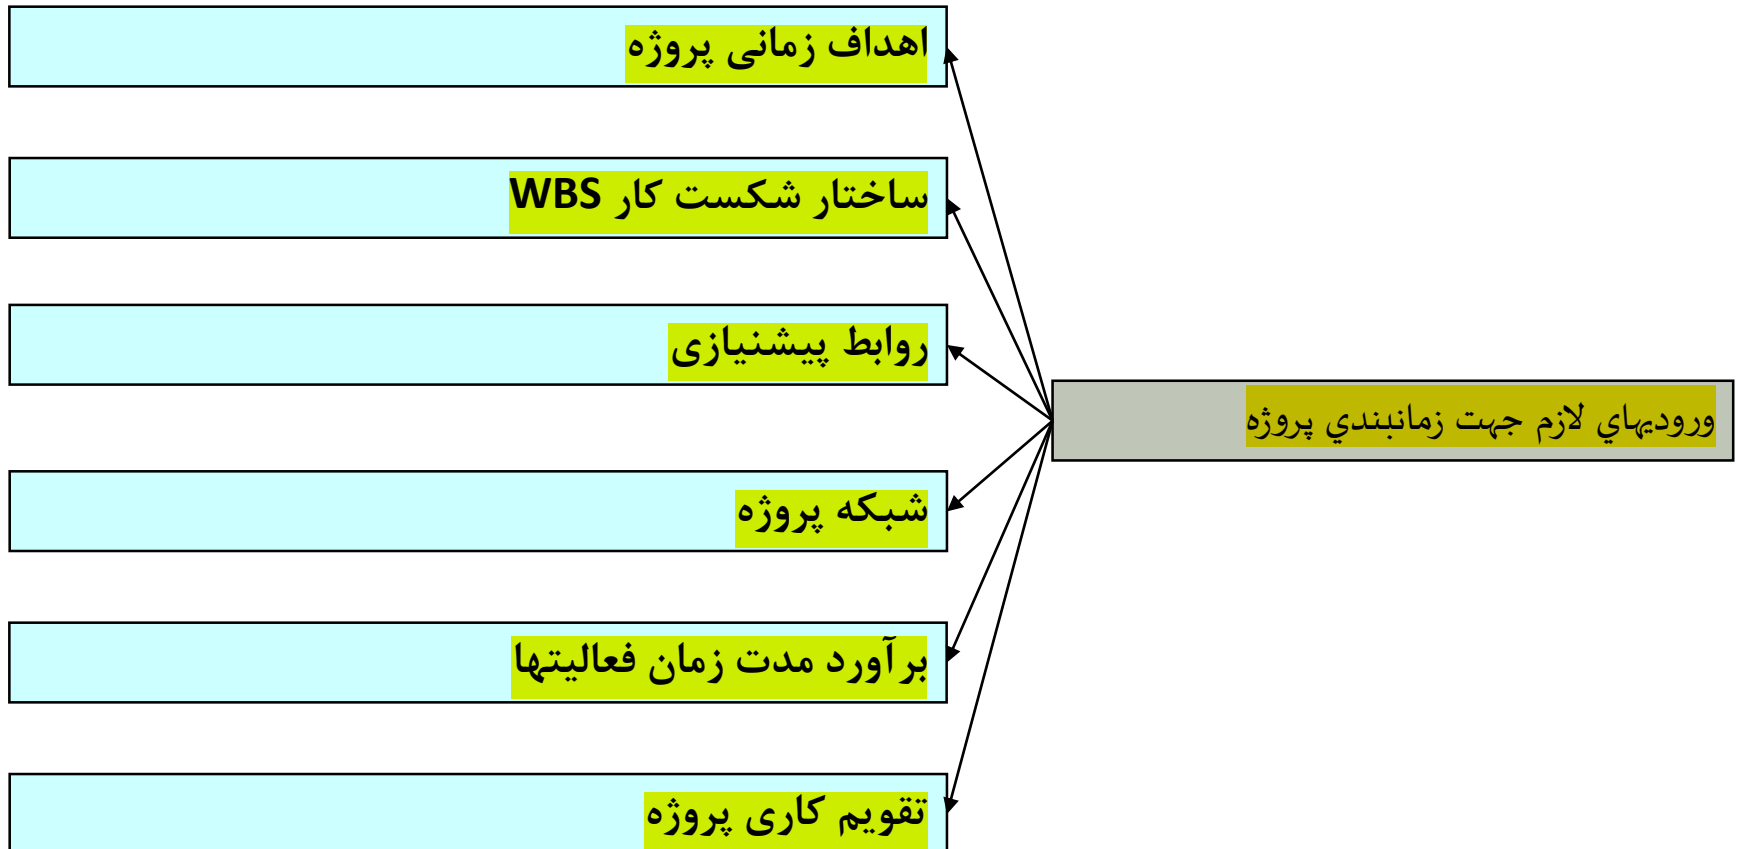 ورودیهاي لازم جهت زمانبندي پروژه
اهداف زمانی پروژه
ساختار شکست کار WBS
روابط پیشنیازی
شبکه پروژه
برآورد مدت زمان فعالیتها
تقویم کاری پروژه